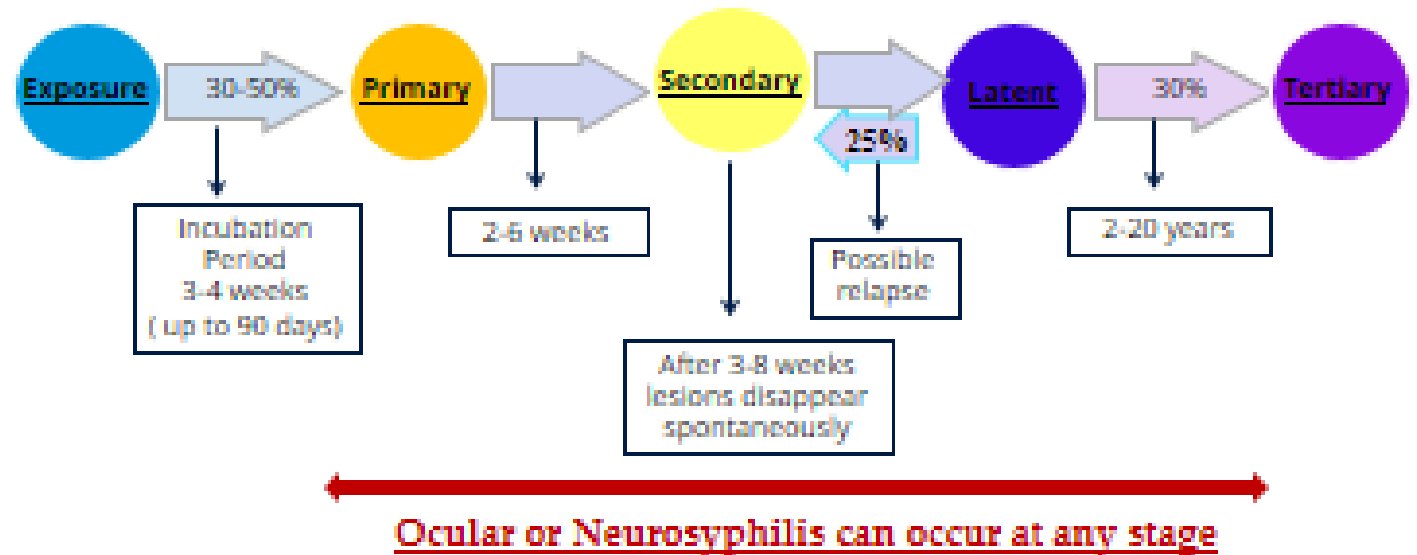 Exposure
30-50%
Primary
Secondary
Latent
30%
Tertiary
25%
Incubation
Period
3-4 weeks
( up to 90 days)
2-6 weeks
Possible
relapse
2-20 years
After 3-8 weeks
lesions disappear
spontaneously
Ocular or Neurosyphilis can occur at any stage